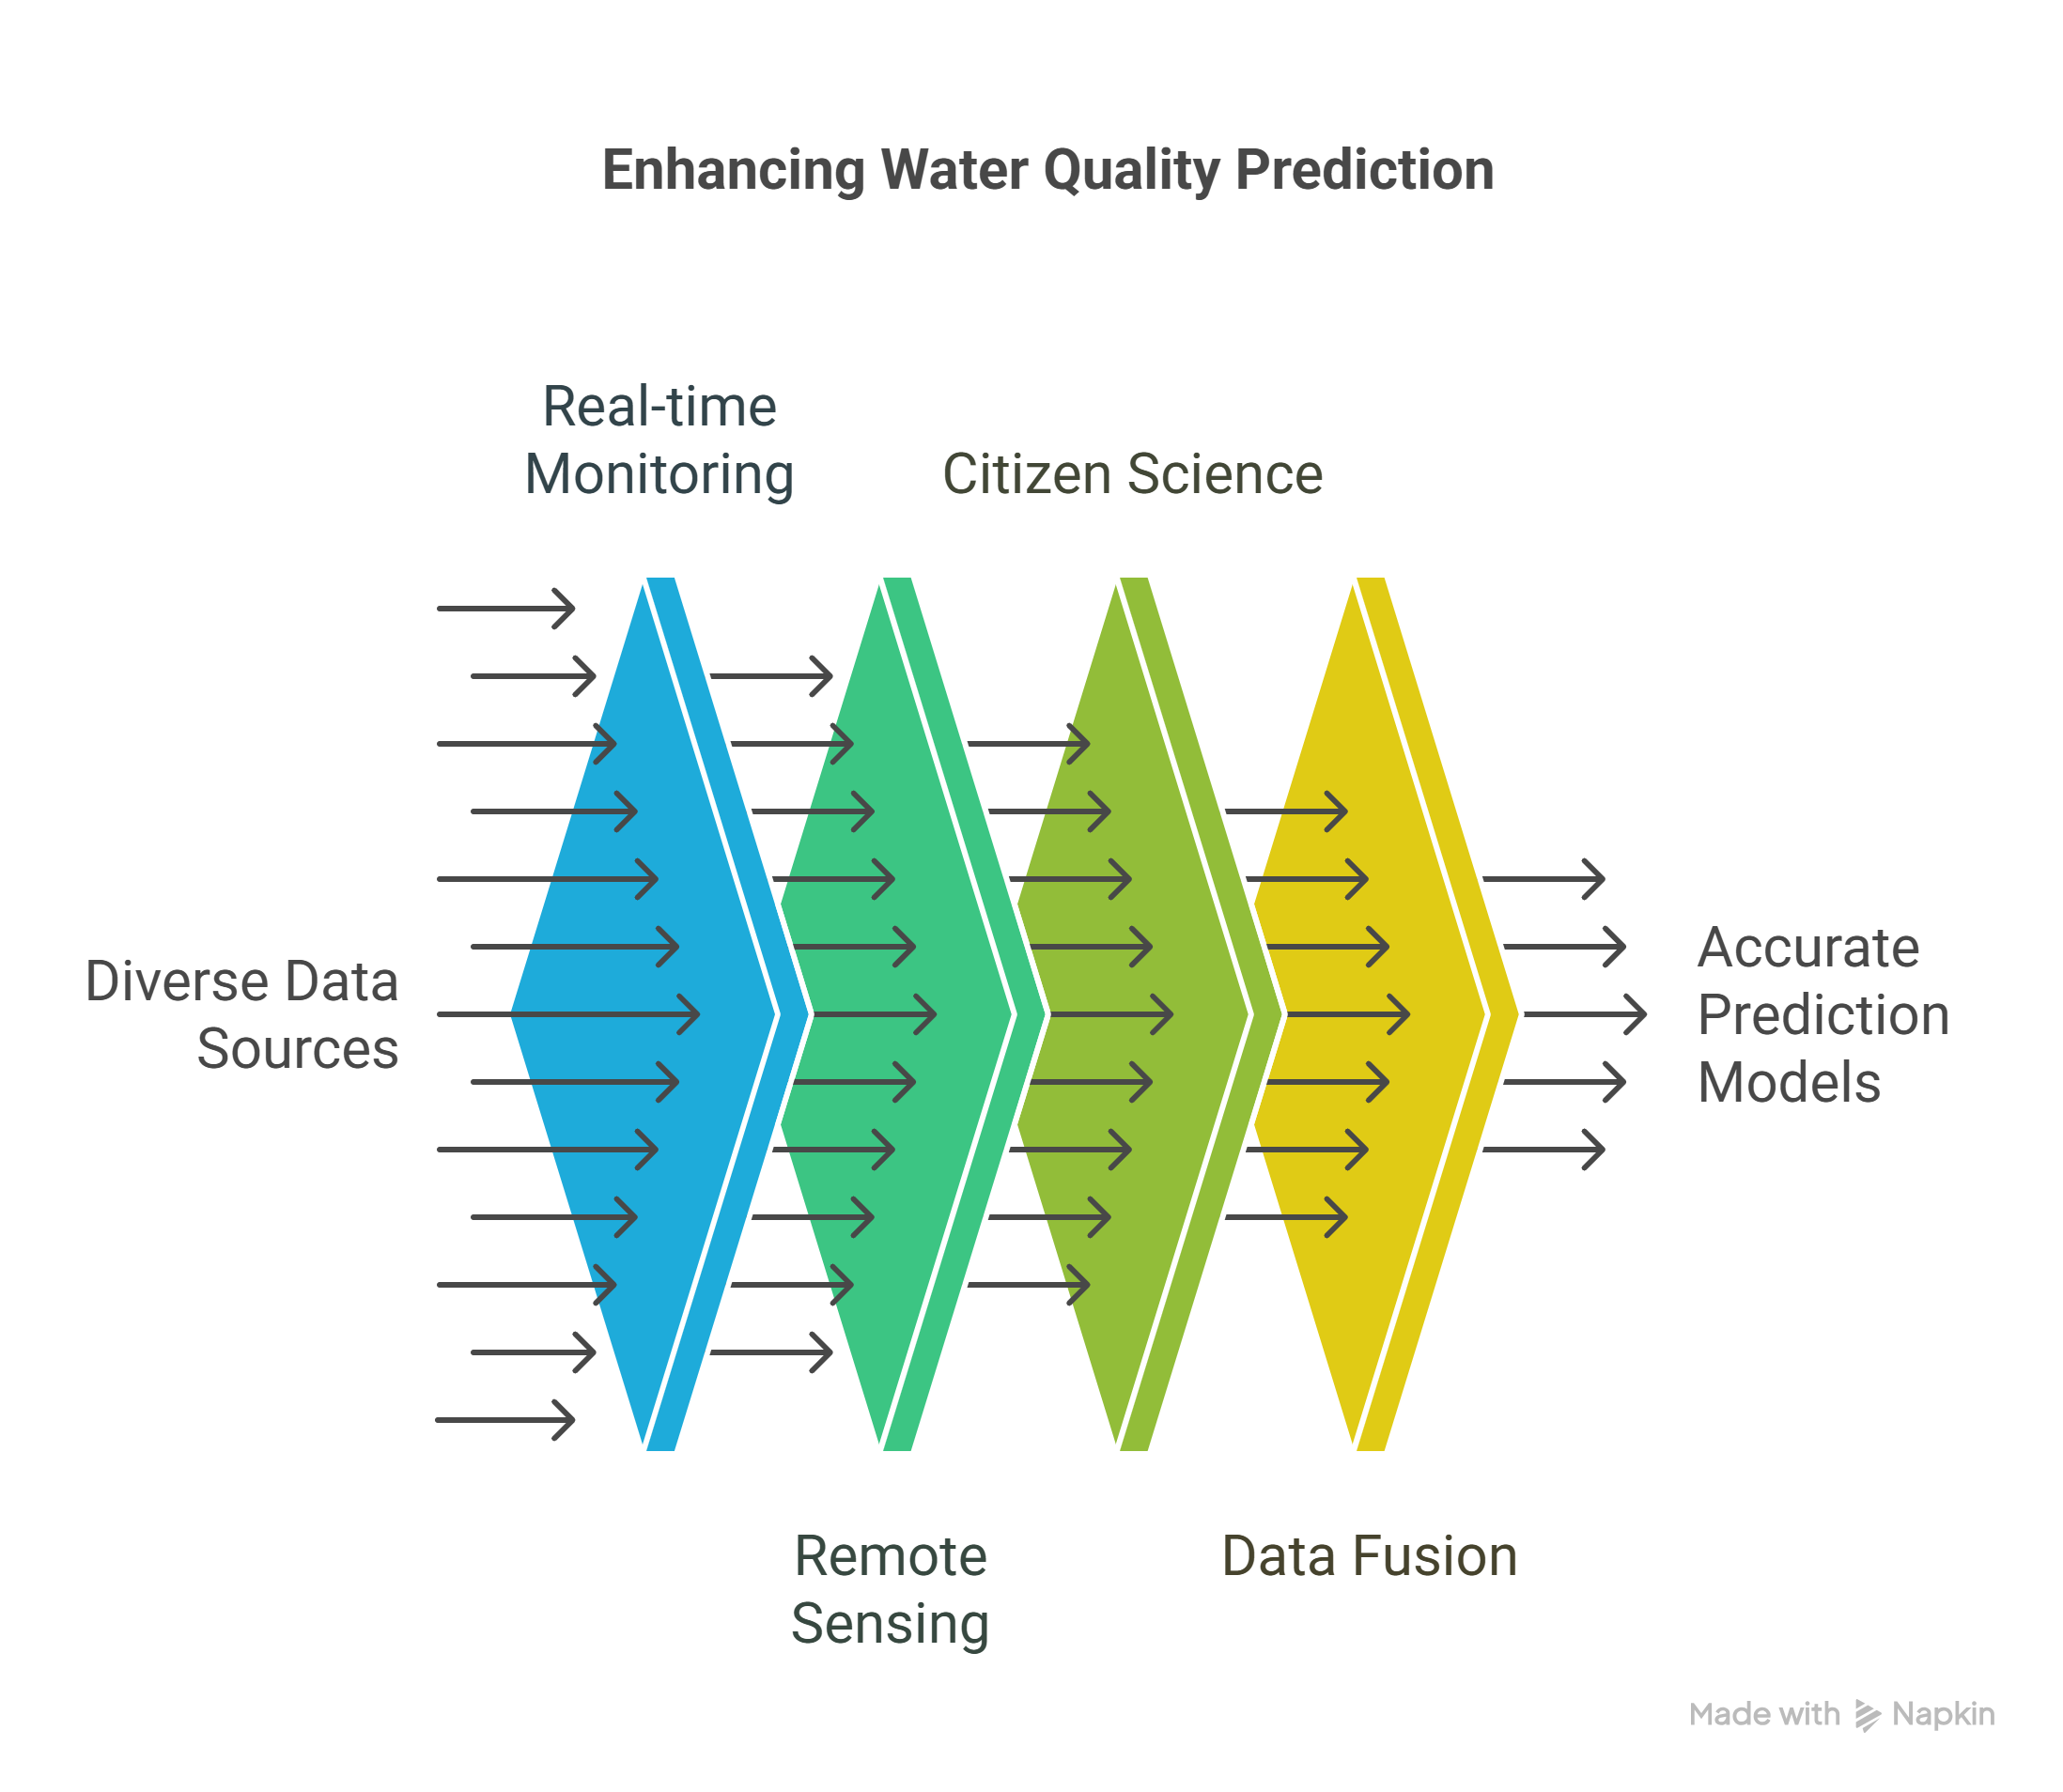 Enhancing Water Quality Prediction
Real-time
Monitoring
Citizen Science
Diverse Data
Sources
Accurate
Prediction
Models
Remote
Sensing
Data Fusion
Made with Napkin